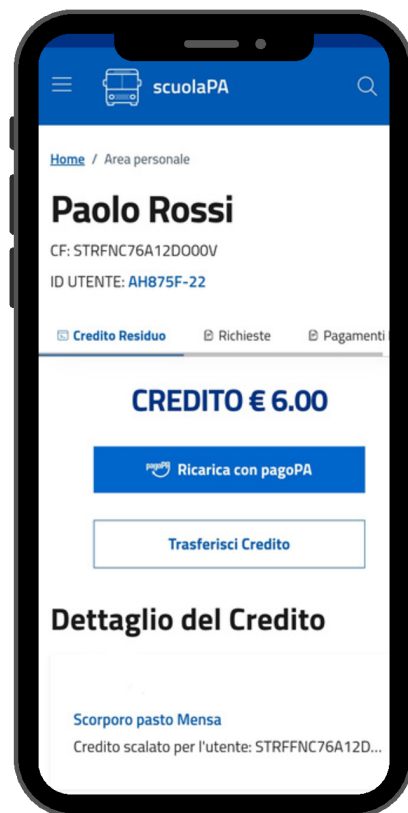 scuolaPA
Home / Area personale
Paolo Rossi
CF: STRFNC76A12DO00V
ID UTENTE: AH875F-22
Credito Residuo Richieste Pagamenti
CREDITO € 6.00
pagoPA Ricarica con pagoPA
Trasferisci Credito
Dettaglio del Credito
Scorporo pasto Mensa
Credito scalato per l'utente: STRFFNC76A12D...